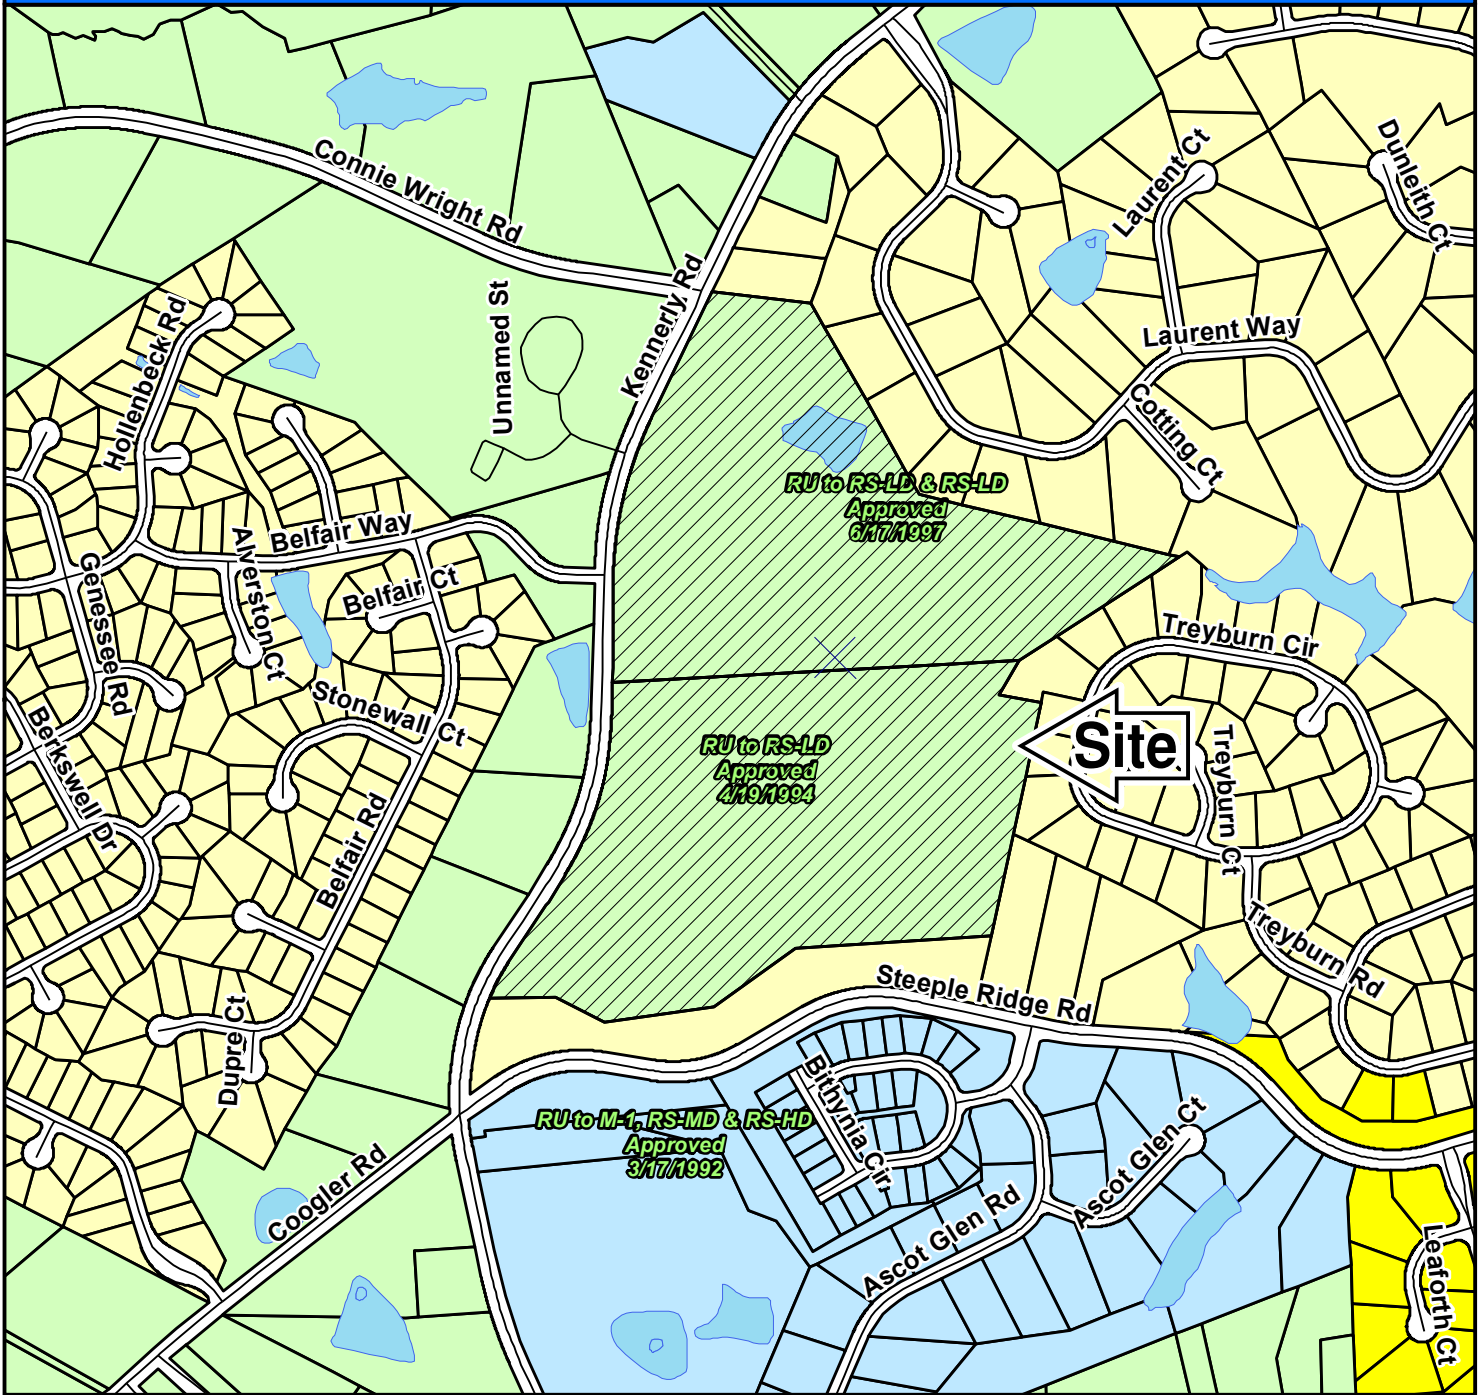 Connie Wright Rd
Kennerly Rd
Unnamed St
Laurent Ct
Dunleith Ct
Laurent Way
Cotting Ct
Hollenbeck Rd
RU to RS-LD & RS-LD
Approved
6/17/1997
Belfair Way
Alverston Ct
Belfair Ct
Genessee Rd
Stonewall Ct
Berkswell Dr
Treyburn Cir
Site
Treyburn Ct
RU to RS-LD
Approved
4/19/1994
Belfair Rd
Treyburn Rd
Steeple Ridge Rd
Dupre Ct
Bithynia Cir
RU to M-1, RS-MD & RS-HD
Approved
3/17/1992
Coogler Rd
Ascot Glen Ct
Ascot Glen Rd
Leaforth Ct